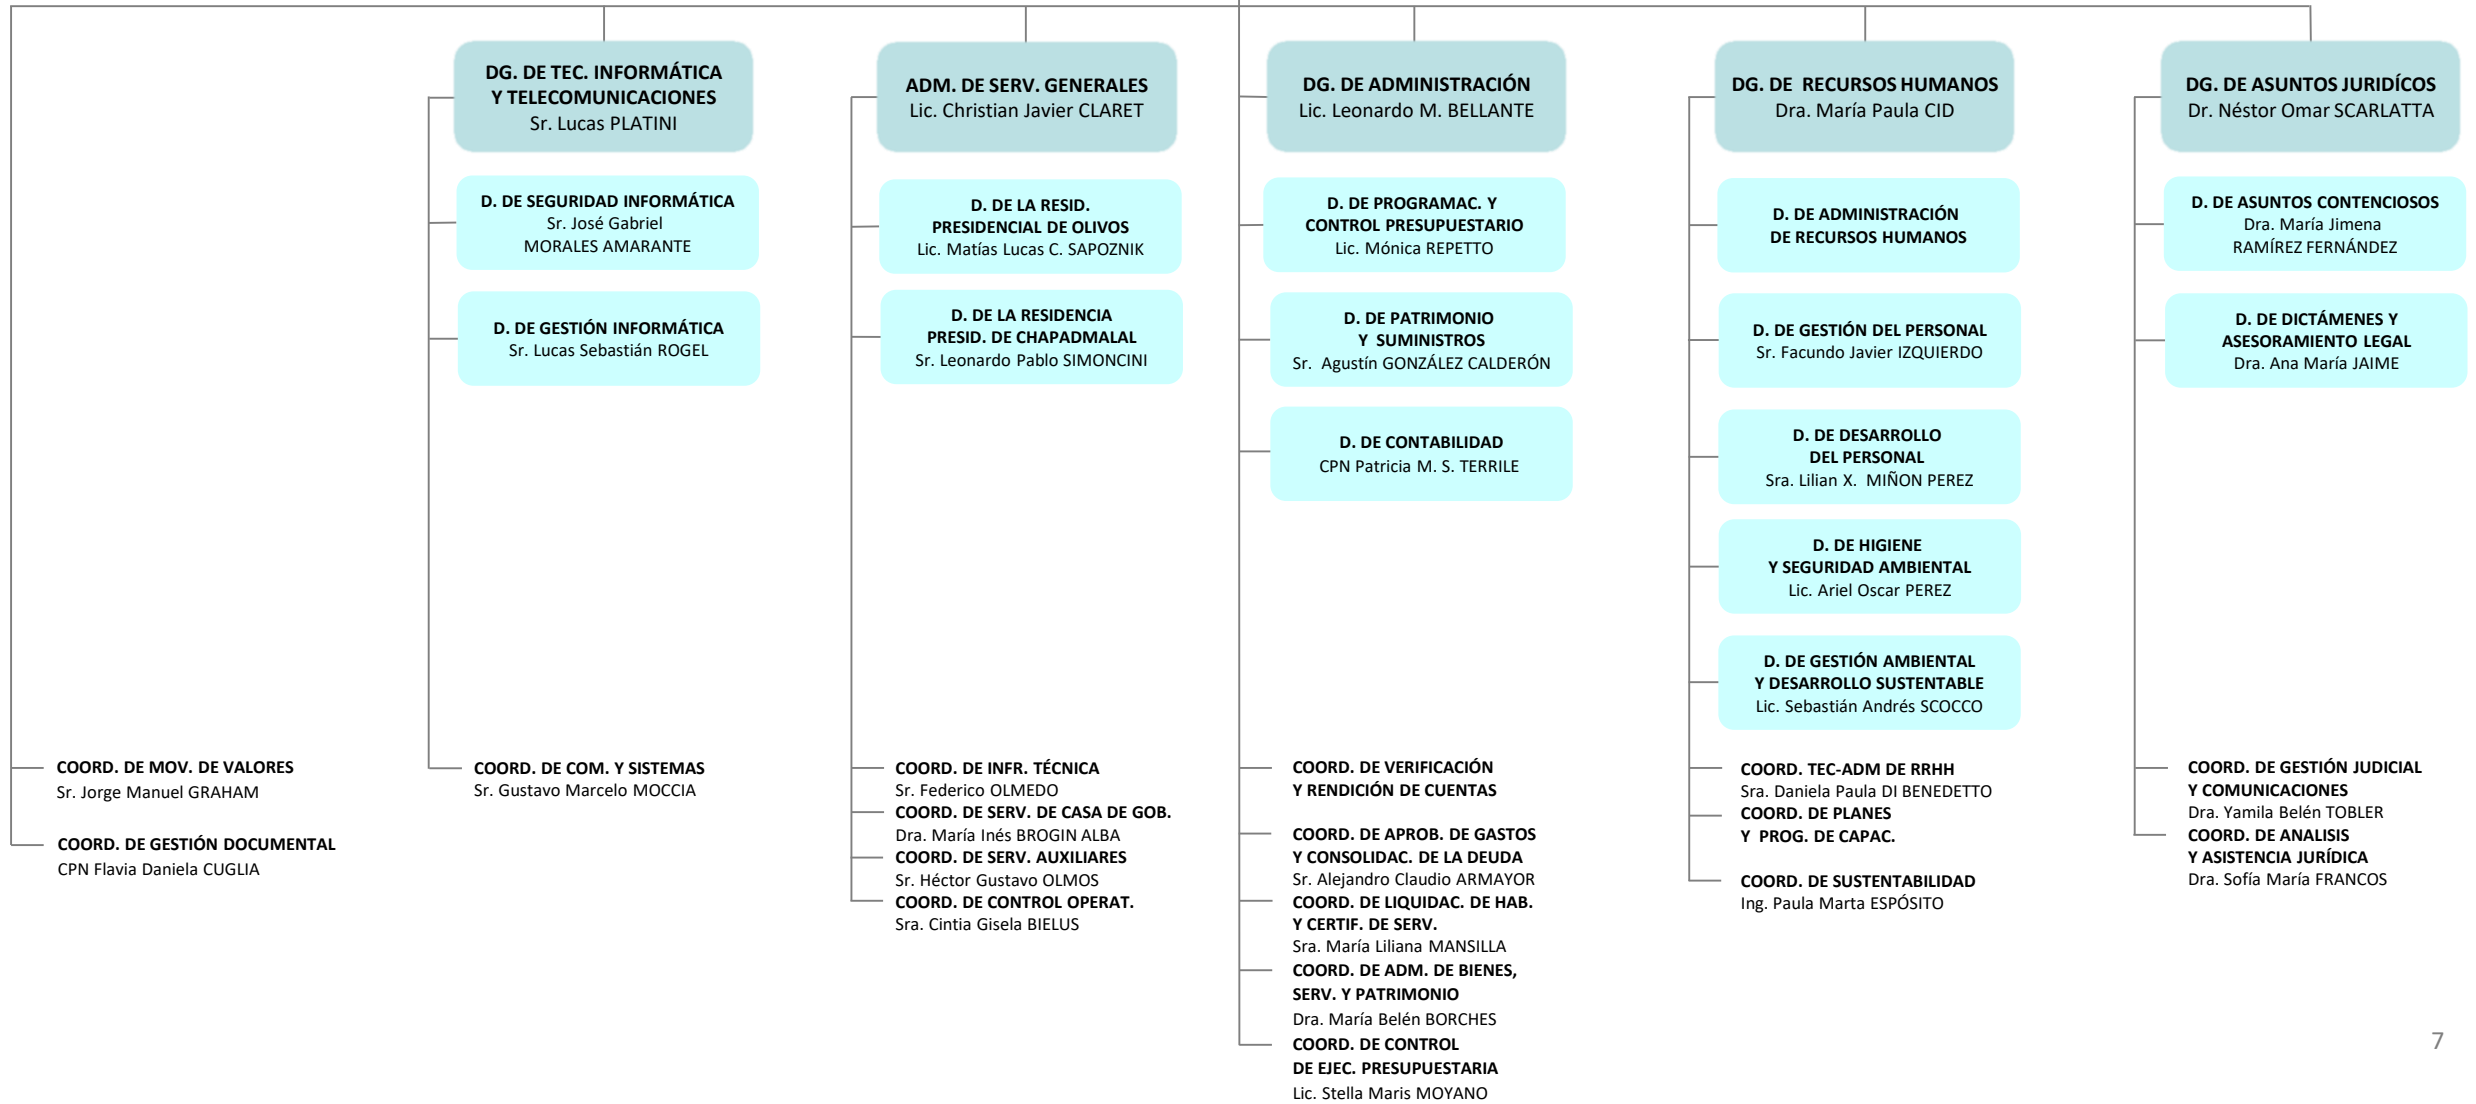 DG. DE TEC. INFORMÁTICA
Y TELECOMUNICACIONES
Sr. Lucas PLATINI
ADM. DE SERV. GENERALES
Lic. Christian Javier CLARET
DG. DE ADMINISTRACIÓN
Lic. Leonardo M. BELLANTE
DG. DE RECURSOS HUMANOS
Dra. María Paula CID
DG. DE ASUNTOS JURIDÍCOS
Dr. Néstor Omar SCARLATTA
D. DE SEGURIDAD INFORMÁTICA
Sr. José Gabriel
MORALES AMARANTE
D. DE GESTIÓN INFORMÁTICA
Sr. Lucas Sebastián ROGEL
D. DE LA RESID.
PRESIDENCIAL DE OLIVOS
Lic. Matías Lucas C. SAPOZNIK
D. DE LA RESIDENCIA
PRESID. DE CHAPADMALAL
Sr. Leonardo Pablo SIMONCINI
D. DE PROGRAMAC. Y
CONTROL PRESUPUESTARIO
Lic. Mónica REPETTO
D. DE PATRIMONIO
Y SUMINISTROS
Sr. Agustín GONZÁLEZ CALDERÓN
D. DE CONTABILIDAD
CPN Patricia M. S. TERRILE
D. DE ADMINISTRACIÓN
DE RECURSOS HUMANOS
D. DE GESTIÓN DEL PERSONAL
Sr. Facundo Javier IZQUIERDO
D. DE DESARROLLO
DEL PERSONAL
Sra. Lilian X. MIÑON PEREZ
D. DE HIGIENE
Y SEGURIDAD AMBIENTAL
Lic. Ariel Oscar PEREZ
D. DE GESTIÓN AMBIENTAL
Y DESARROLLO SUSTENTABLE
Lic. Sebastián Andrés SCOCCO
D. DE ASUNTOS CONTENCIOSOS
Dra. María Jimena
RAMÍREZ FERNÁNDEZ
D. DE DICTÁMENES Y
ASESORAMIENTO LEGAL
Dra. Ana María JAIME
COORD. DE MOV. DE VALORES
Sr. Jorge Manuel GRAHAM
COORD. DE GESTIÓN DOCUMENTAL
CPN Flavia Daniela CUGLIA
COORD. DE COM. Y SISTEMAS
Sr. Gustavo Marcelo MOCCIA
COORD. DE INFR. TÉCNICA
Sr. Federico OLMEDO
COORD. DE SERV. DE CASA DE GOB.
Dra. María Inés BROGIN ALBA
COORD. DE SERV. AUXILIARES
Sr. Héctor Gustavo OLMOS
COORD. DE CONTROL OPERAT.
Sra. Cintia Gisela BIELUS
COORD. DE VERIFICACIÓN
Y RENDICIÓN DE CUENTAS
COORD. DE APROB. DE GASTOS
Y CONSOLIDAC. DE LA DEUDA
Sr. Alejandro Claudio ARMAYOR
COORD. DE LIQUIDAC. DE HAB.
Y CERTIF. DE SERV.
Sra. María Liliana MANSILLA
COORD. DE ADM. DE BIENES,
SERV. Y PATRIMONIO
Dra. María Belén BORCHES
COORD. DE CONTROL
DE EJEC. PRESUPUESTARIA
Lic. Stella Maris MOYANO
COORD. TEC-ADM DE RRHH
Sra. Daniela Paula DI BENEDETTO
COORD. DE PLANES
Y PROG. DE CAPAC.
COORD. DE SUSTENTABILIDAD
Ing. Paula Marta ESPÓSITO
COORD. DE GESTIÓN JUDICIAL
Y COMUNICACIONES
Dra. Yamila Belén TOBLER
COORD. DE ANALISIS
Y ASISTENCIA JURÍDICA
Dra. Sofía María FRANCOS
7